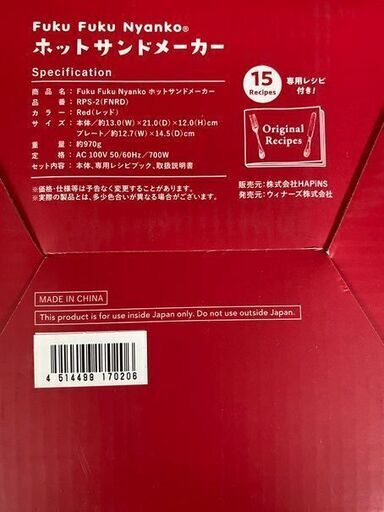 Fuku Fuku Nyanko®
ホットサンドメーカー
Specification
商品名：Fuku Fuku Nyanko ホットサンドメーカー
品番：RPS-2(FNRD)
カラー：Red(レッド)
サイズ：本体/約13.0(W)×21.0(D)×12.0(H)cm
プレート/約12.7(W)×14.5(D)cm
重量：約970g
定格：AC 100V 50/60Hz/700W
セット内容：本体、専用レシピブック、取扱説明書
※価格・仕様等は予告なく変更することがあります。
※実際の製品とは、多少色合いが異なる場合がございます。
15
Recipes
専用レシピ
付き!
Original
Recipes
販売元：株式会社HAPiNS
発売元：ウィナーズ株式会社
MADE IN CHINA
This product is for use inside Japan only. Do not use outside Japan.
4 514499 170206